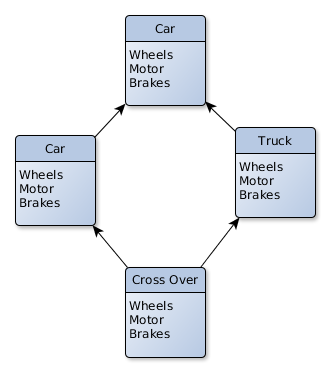 Car
Wheels
Motor
Brakes
Car
Wheels
Motor
Brakes
Truck
Wheels
Motor
Brakes
Cross Over
Wheels
Motor
Brakes